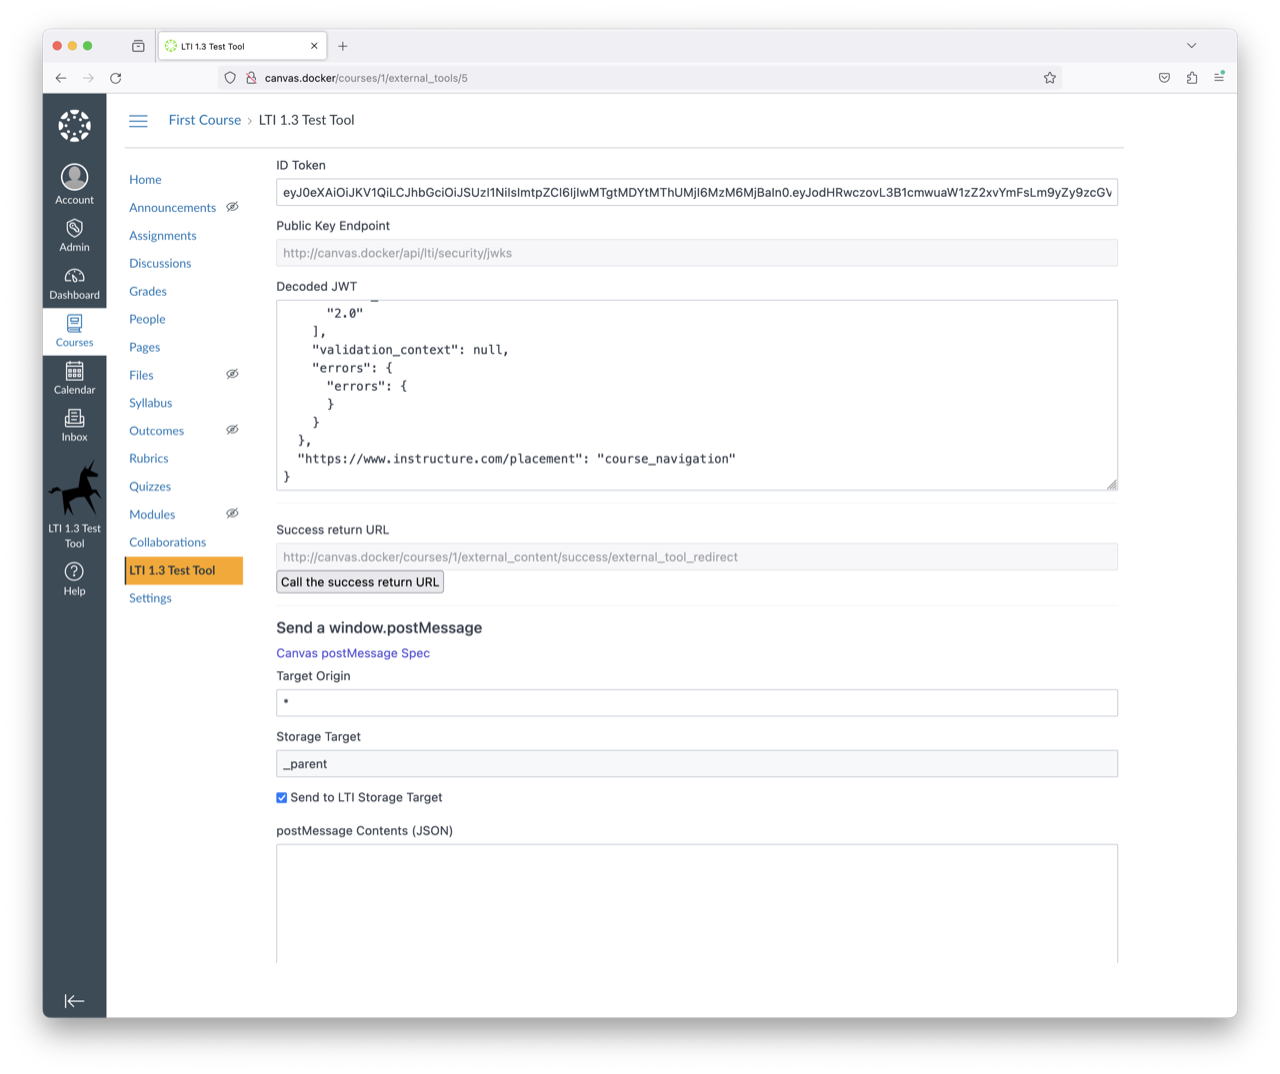 LTI 1.3 Test Tool
canvas.docker/courses/1/external_tools/5
First Course › LTI 1.3 Test Tool
Account
Admin
Dashboard
Courses
Calendar
Inbox
LTI 1.3 Test
Tool
Help
Home
Announcements
Assignments
Discussions
Grades
People
Pages
Files
Syllabus
Outcomes
Rubrics
Quizzes
Modules
Collaborations
LTI 1.3 Test Tool
Settings
ID Token
Public Key Endpoint
http://canvas.docker/api/lti/security/jwks
Decoded JWT
"2.0"
],
"validation_context": null,
"errors": {
"errors": {
}
}
},
"https://www.instructure.com/placement": "course_navigation"
}
Success return URL
http://canvas.docker/courses/1/external_content/success/external_tool_redirect
Call the success return URL
Send a window.postMessage
Canvas postMessage Spec
Target Origin
*
Storage Target
_parent
Send to LTI Storage Target
postMessage Contents (JSON)